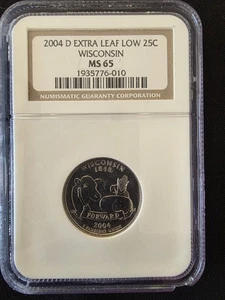 2004 D EXTRA LEAF LOW 25C
WISCONSIN
MS 65
1935776-010
NUMISMATIC GUARANTY CORPORATION
WISCONSIN
1848
FORWARD
2004